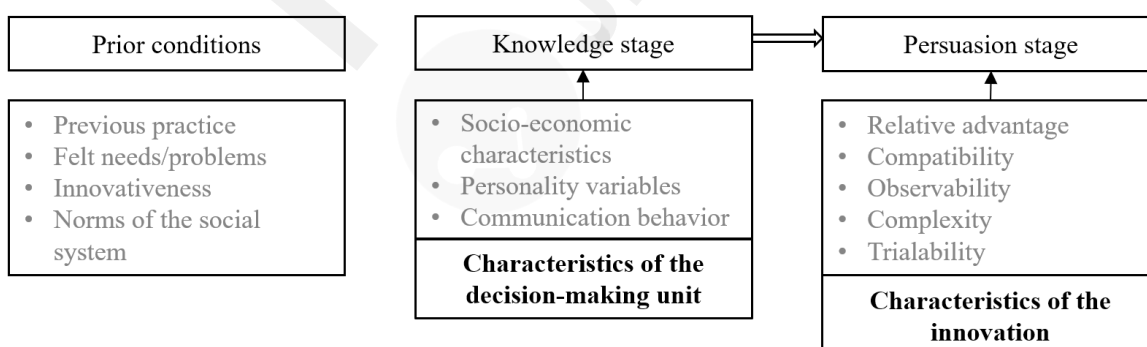 Prior conditions
• Previous practice
• Felt needs/problems
• Innovativeness
• Norms of the social
system
Knowledge stage
• Socio-economic
characteristics
• Personality variables
• Communication behavior
Characteristics of the
decision-making unit
Persuasion stage
• Relative advantage
• Compatibility
• Observability
• Complexity
• Trialability
Characteristics of the
innovation